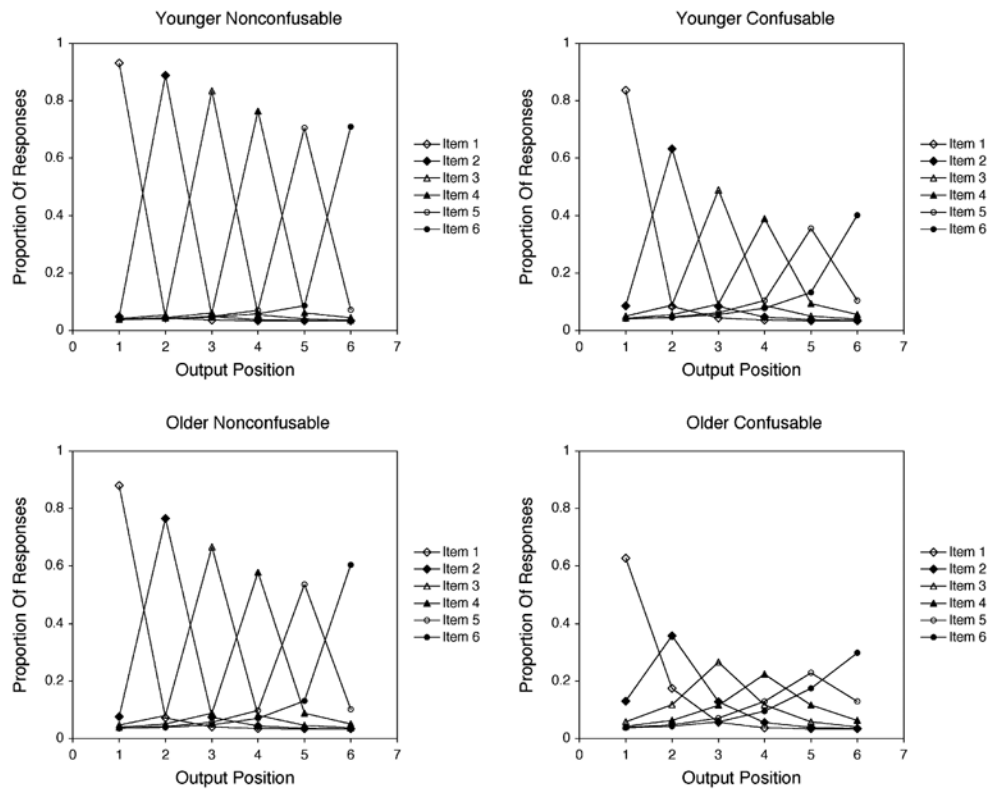 Younger Nonconfusable
1
0.8
0.6
0.4
0.2
0
Proportion Of Responses
0 1 2 3 4 5 6 7
Output Position
Item 1
Item 2
Item 3
Item 4
Item 5
Item 6
Younger Confusable
1
0.8
0.6
0.4
0.2
0
Proportion Of Responses
0 1 2 3 4 5 6 7
Output Position
Item 1
Item 2
Item 3
Item 4
Item 5
Item 6
Older Nonconfusable
1
0.8
0.6
0.4
0.2
0
Proportion Of Responses
0 1 2 3 4 5 6 7
Output Position
Item 1
Item 2
Item 3
Item 4
Item 5
Item 6
Older Confusable
1
0.8
0.6
0.4
0.2
0
Proportion Of Responses
0 1 2 3 4 5 6 7
Output Position
Item 1
Item 2
Item 3
Item 4
Item 5
Item 6